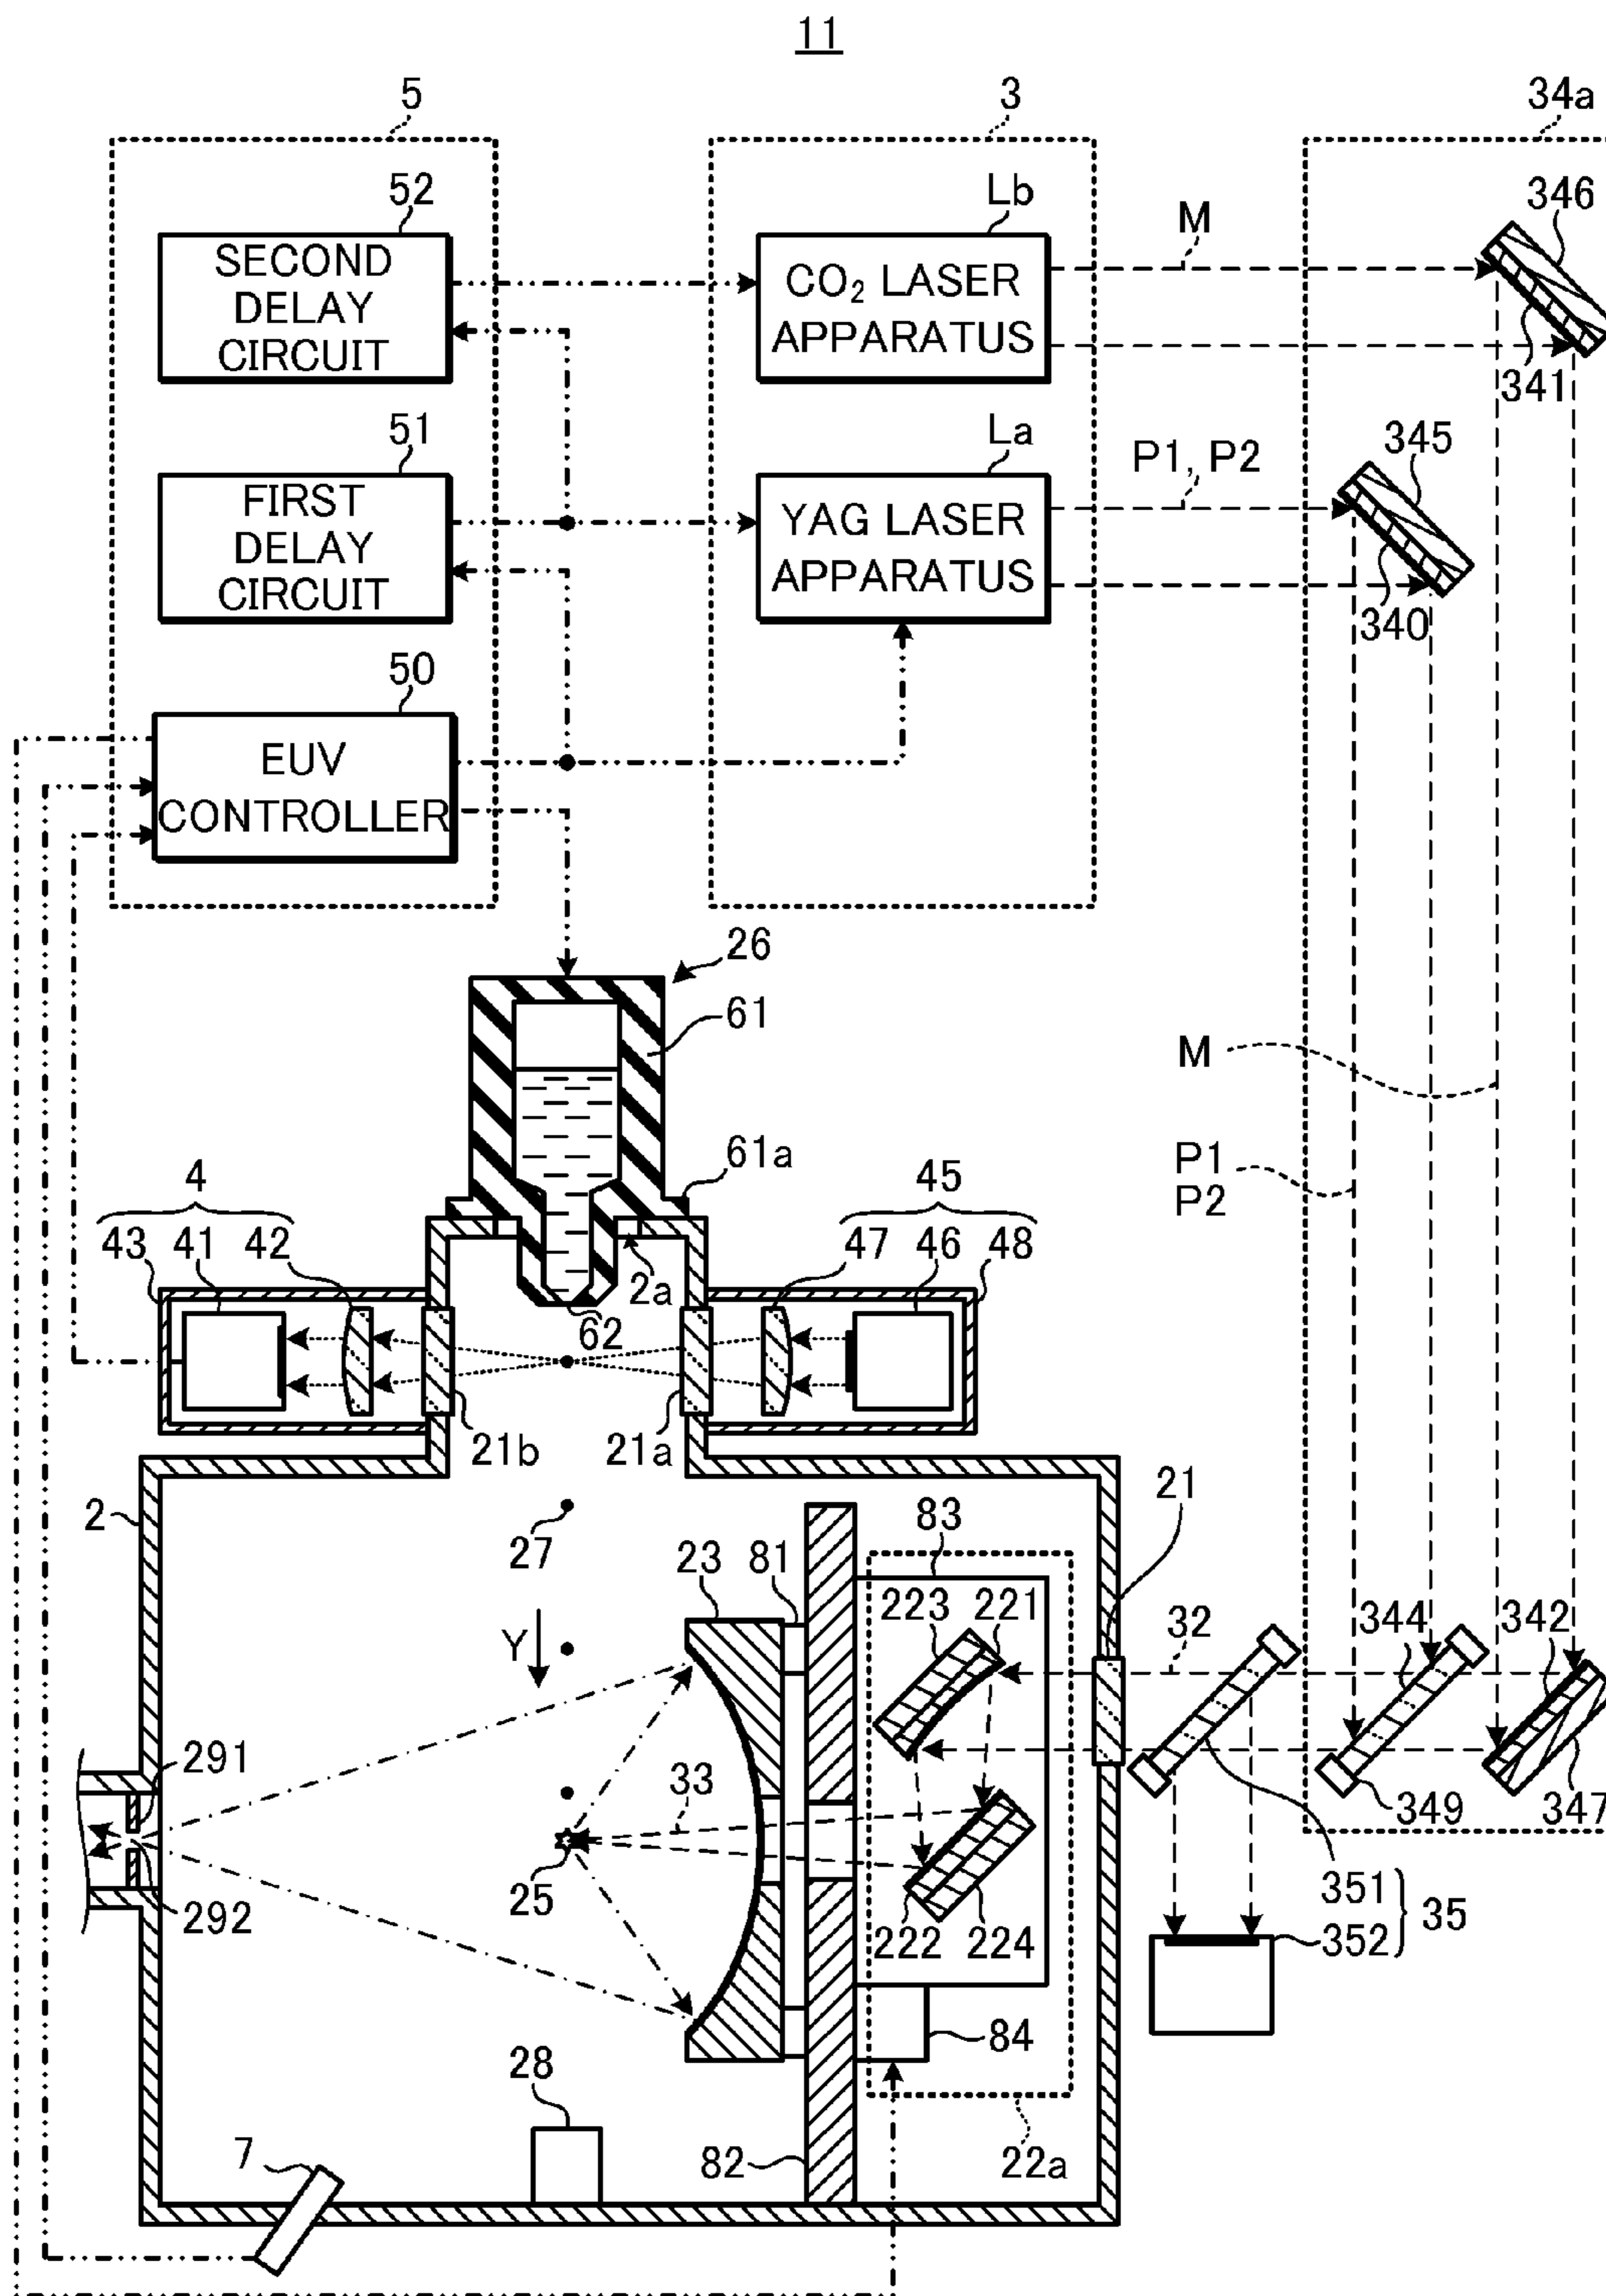 11
5
3
34a
52
Lb
M
346
SECOND
DELAY
CIRCUIT
CO₂ LASER
APPARATUS
341
51
La
P1, P2
345
FIRST
DELAY
CIRCUIT
YAG LASER
APPARATUS
340
50
EUV
CONTROLLER
26
61
M
61a
P1
P2
4
45
43 41 42
47 46 48
2a
62
21b
21a
21
2
27
83
23 81
223 221
32
344 342
Y
291
33
349 347
25
351
35
292
222 224
352
84
28
7
82
22a